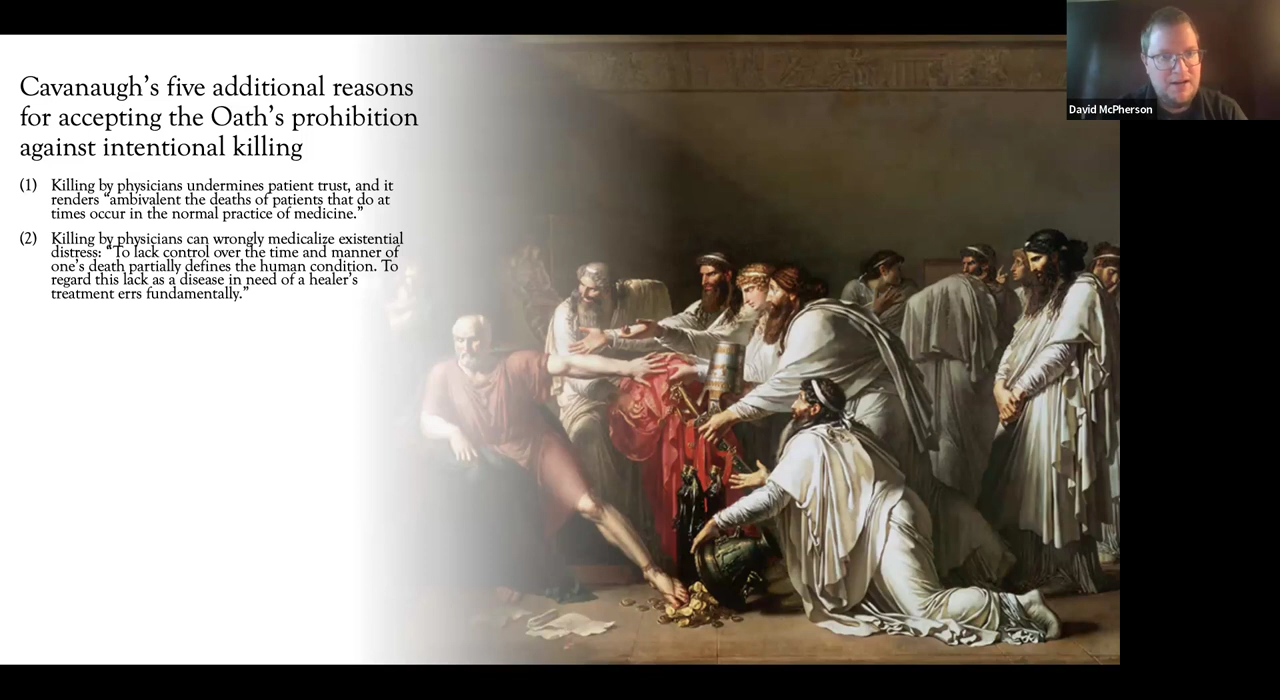 Cavanaugh's five additional reasons
for accepting the Oath's prohibition
against intentional killing
(1) Killing by physicians undermines patient trust, and it
renders “ambivalent the deaths of patients that do at
times occur in the normal practice of medicine.”
(2) Killing by physicians can wrongly medicalize existential
distress: “To lack control over the time and manner of
one's death partially defines the human condition. To
regard this lack as a disease in need of a healer's
treatment errs fundamentally.”
David McPherson